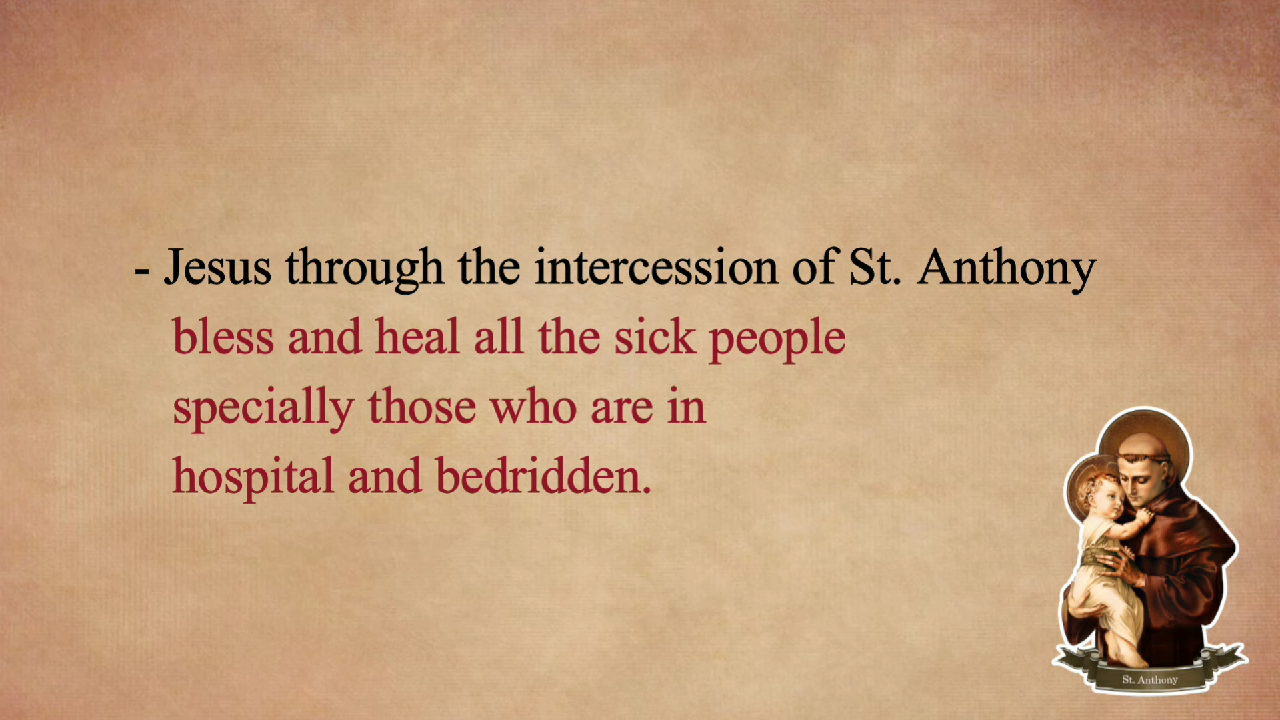 - Jesus through the intercession of St. Anthony
bless and heal all the sick people
specially those who are in
hospital and bedridden.
St. Anthony